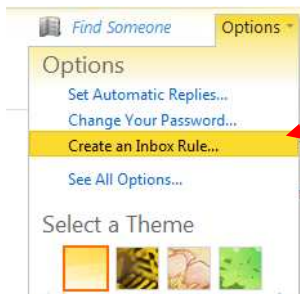 Find Someone Options
Options
Set Automatic Replies...
Change Your Password...
Create an Inbox Rule...
See All Options...
Select a Theme